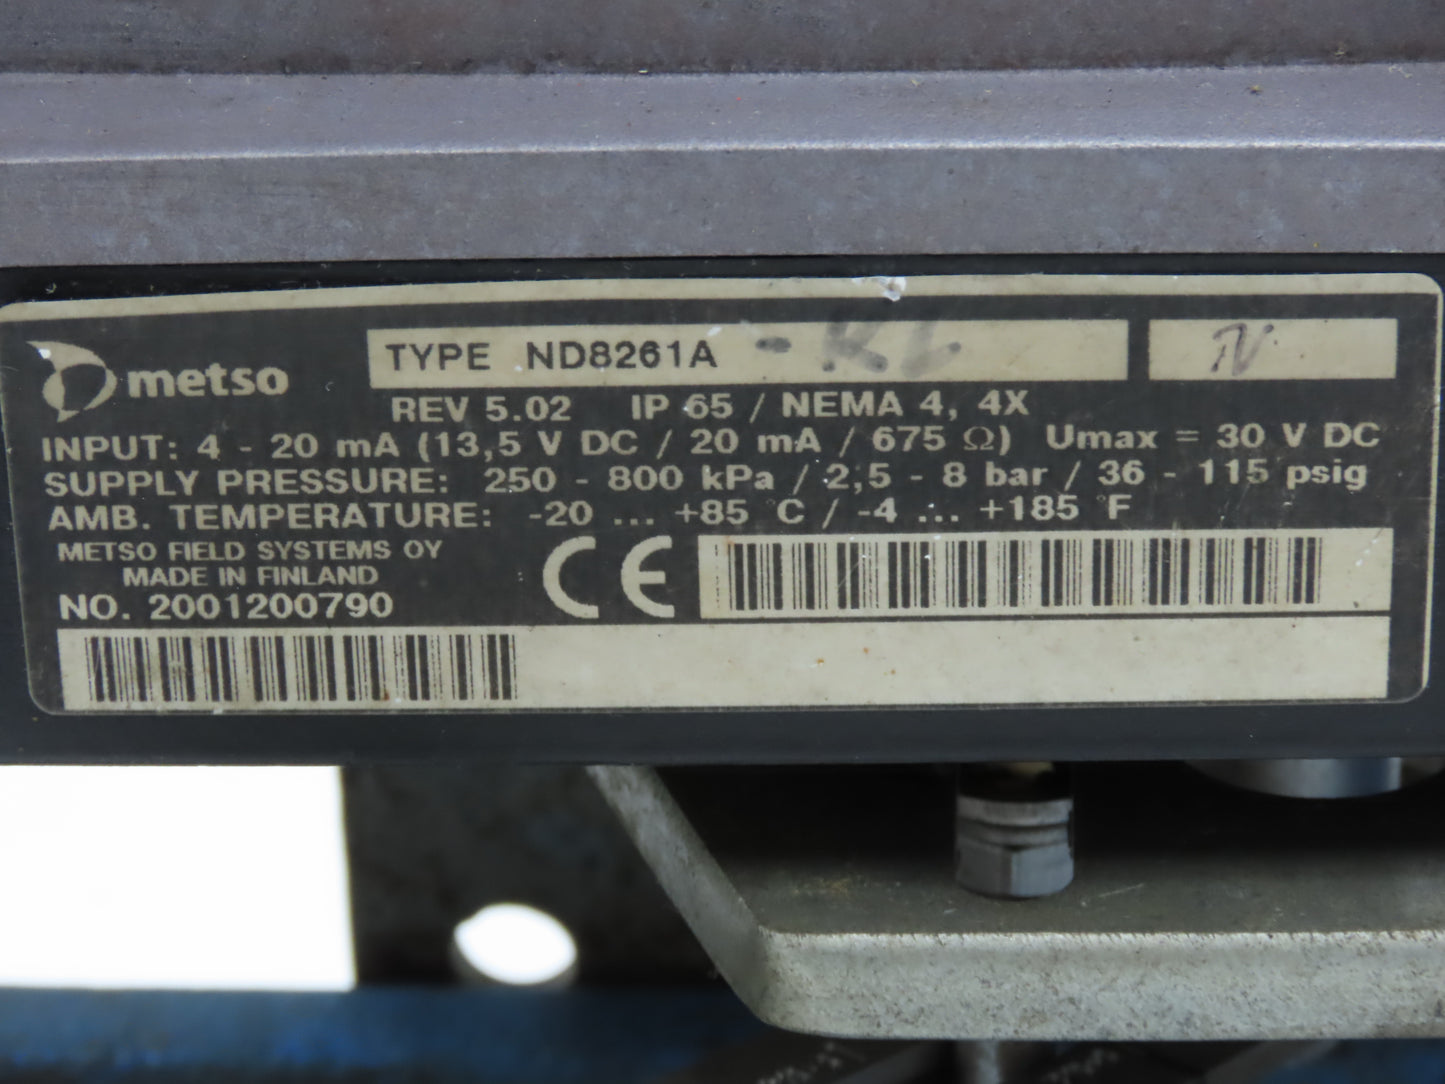 metso
TYPE ND8261A
REV 5.02 IP 65 / NEMA 4, 4X
INPUT: 4 - 20 mA (13,5 V DC / 20 mA / 675 Ω) Umax = 30 V DC
SUPPLY PRESSURE: 250 - 800 kPa / 2,5 - 8 bar / 36 - 115 psig
AMB. TEMPERATURE: -20 ... +85 °C / -4 ... +185 °F
METSO FIELD SYSTEMS OY
MADE IN FINLAND
CE
NO. 2001200790